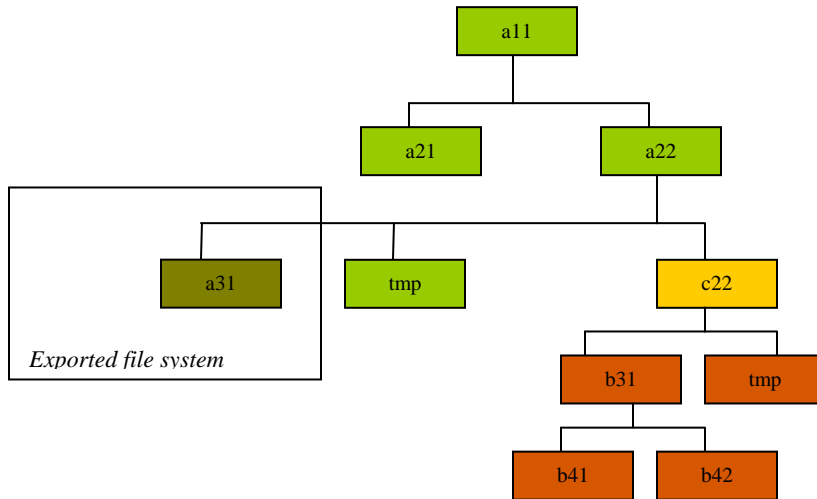 a11
a21
a22
a31
tmp
c22
Exported file system
b31
tmp
b41
b42